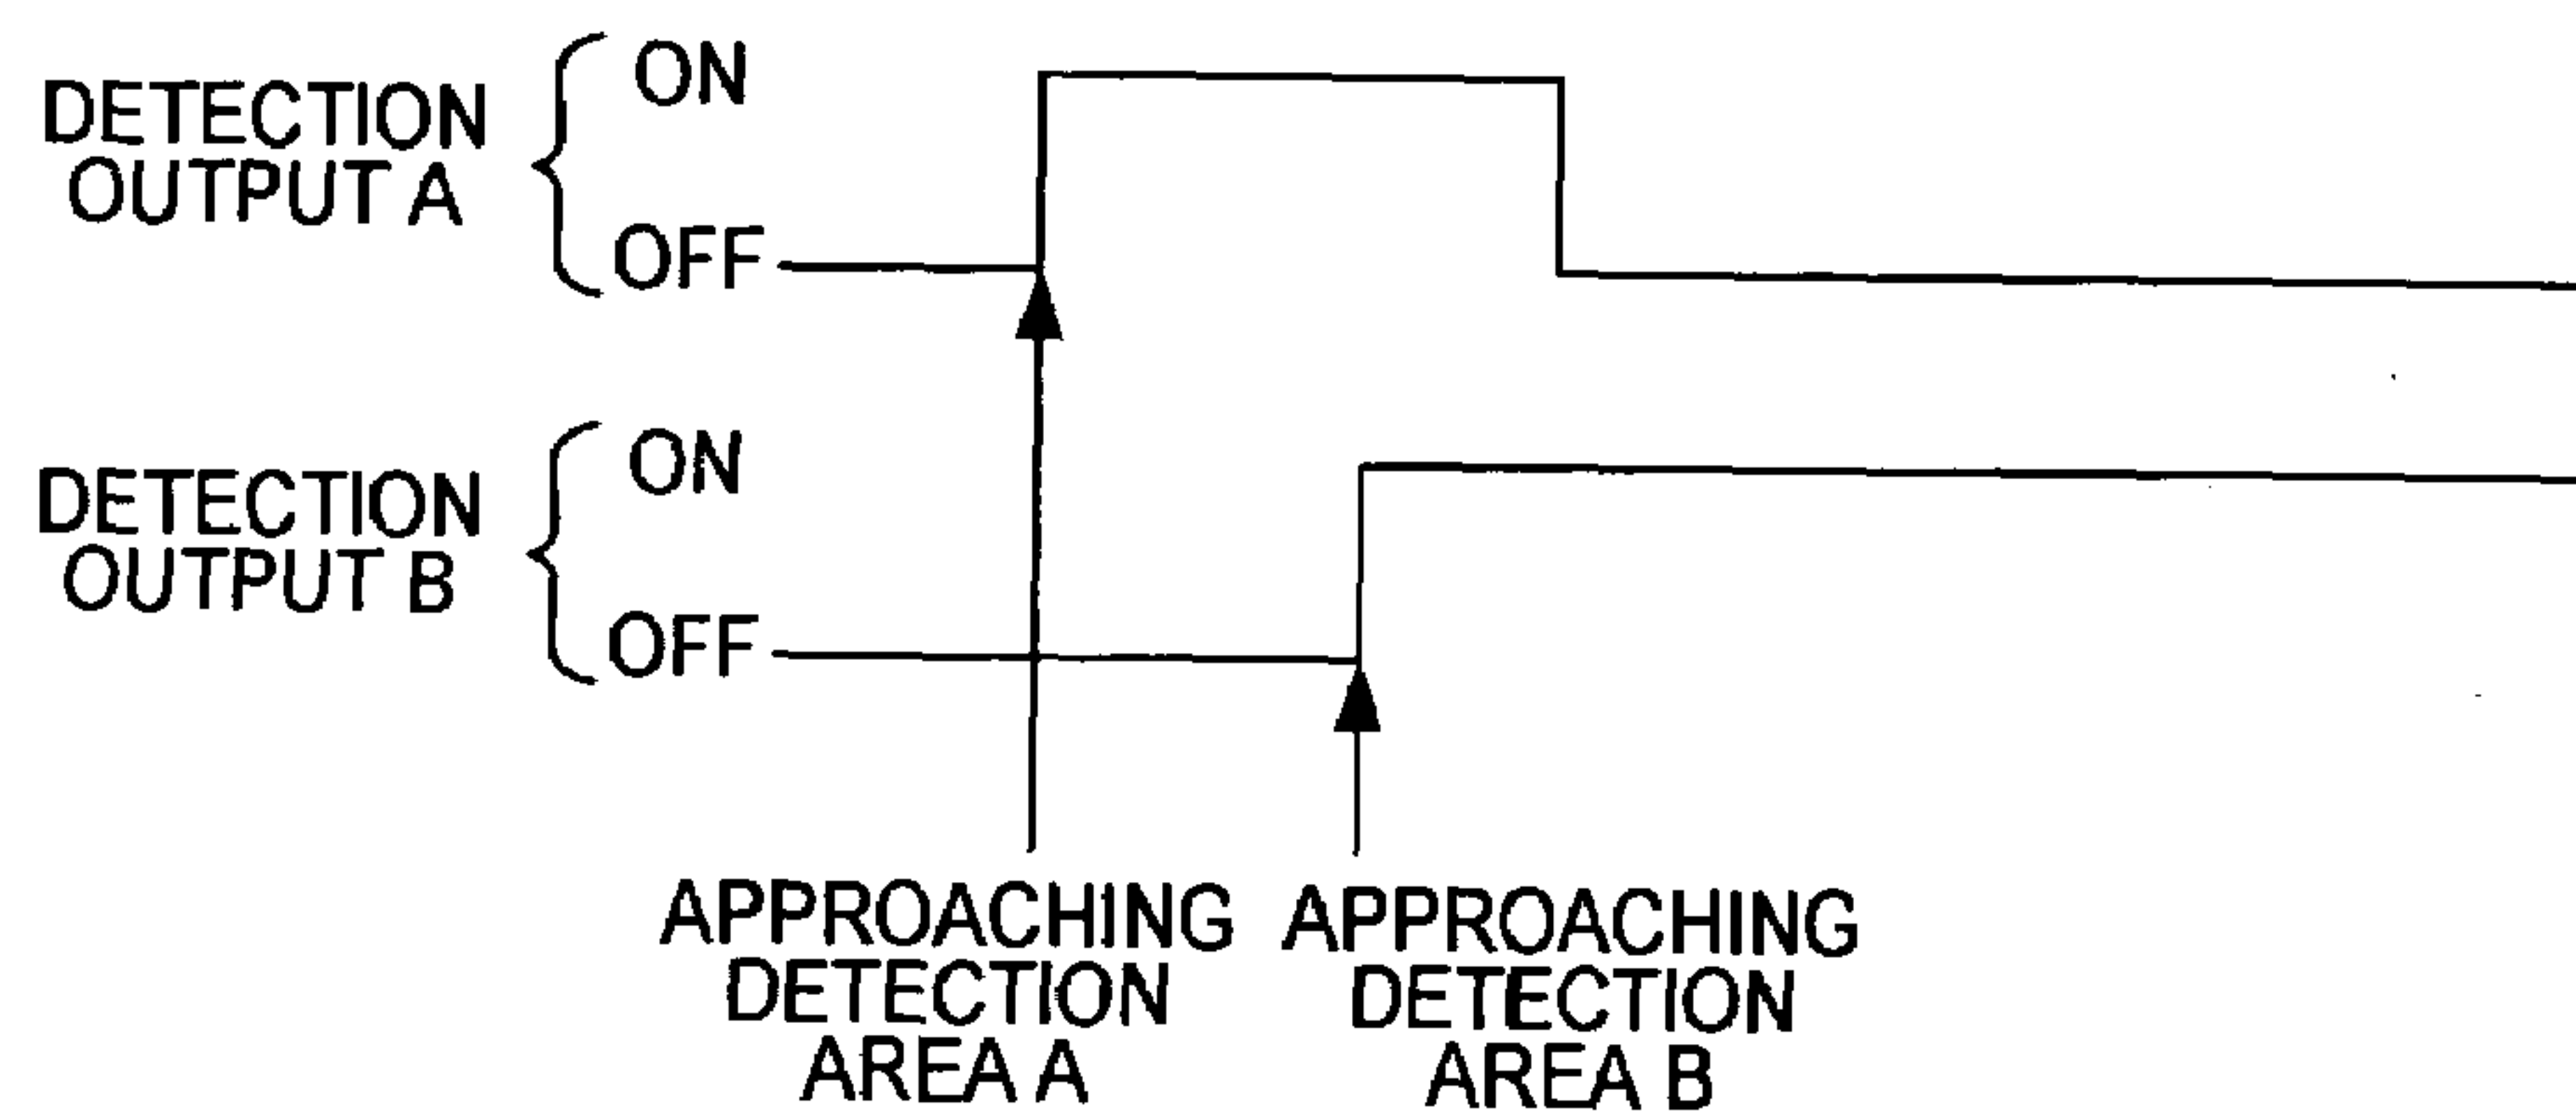 DETECTION
OUTPUT A
ON
OFF
DETECTION
OUTPUT B
ON
OFF
APPROACHING
DETECTION
AREA A
APPROACHING
DETECTION
AREA B